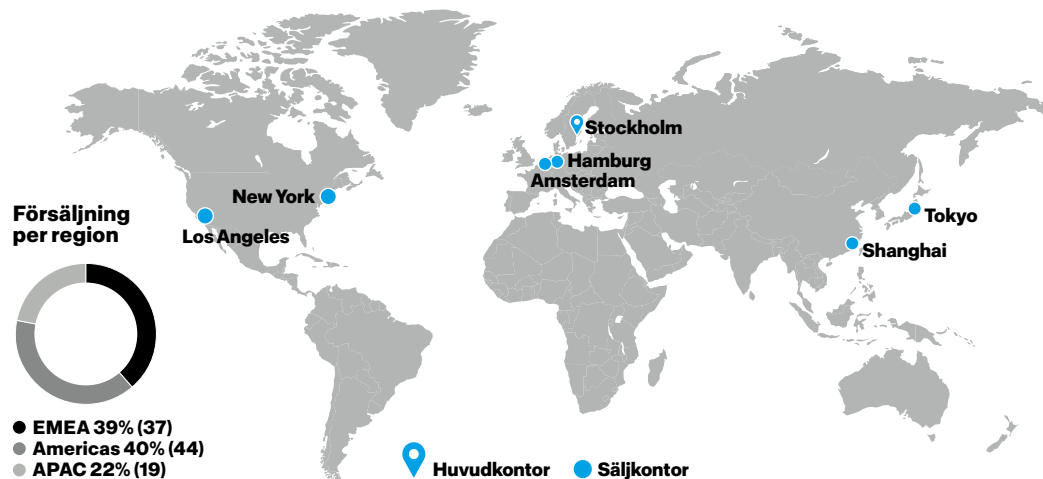 Stockholm
Hamburg
Amsterdam
New York
Los Angeles
Tokyo
Shanghai
Försäljning
per region
EMEA 39% (37)
Americas 40% (44)
APAC 22% (19)
Huvudkontor
Säljkontor